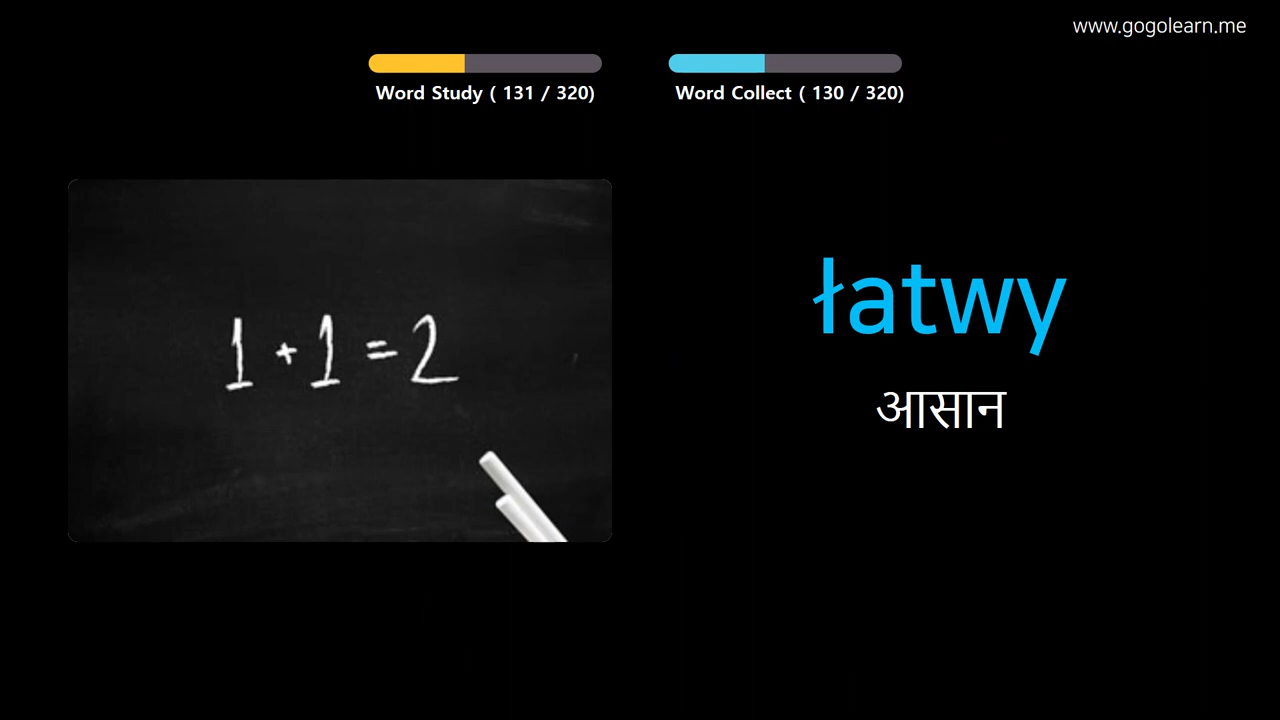 www.gogolearn.me
Word Study ( 131 / 320)
Word Collect ( 130 / 320)
1 + 1 = 2
łatwy
आसान